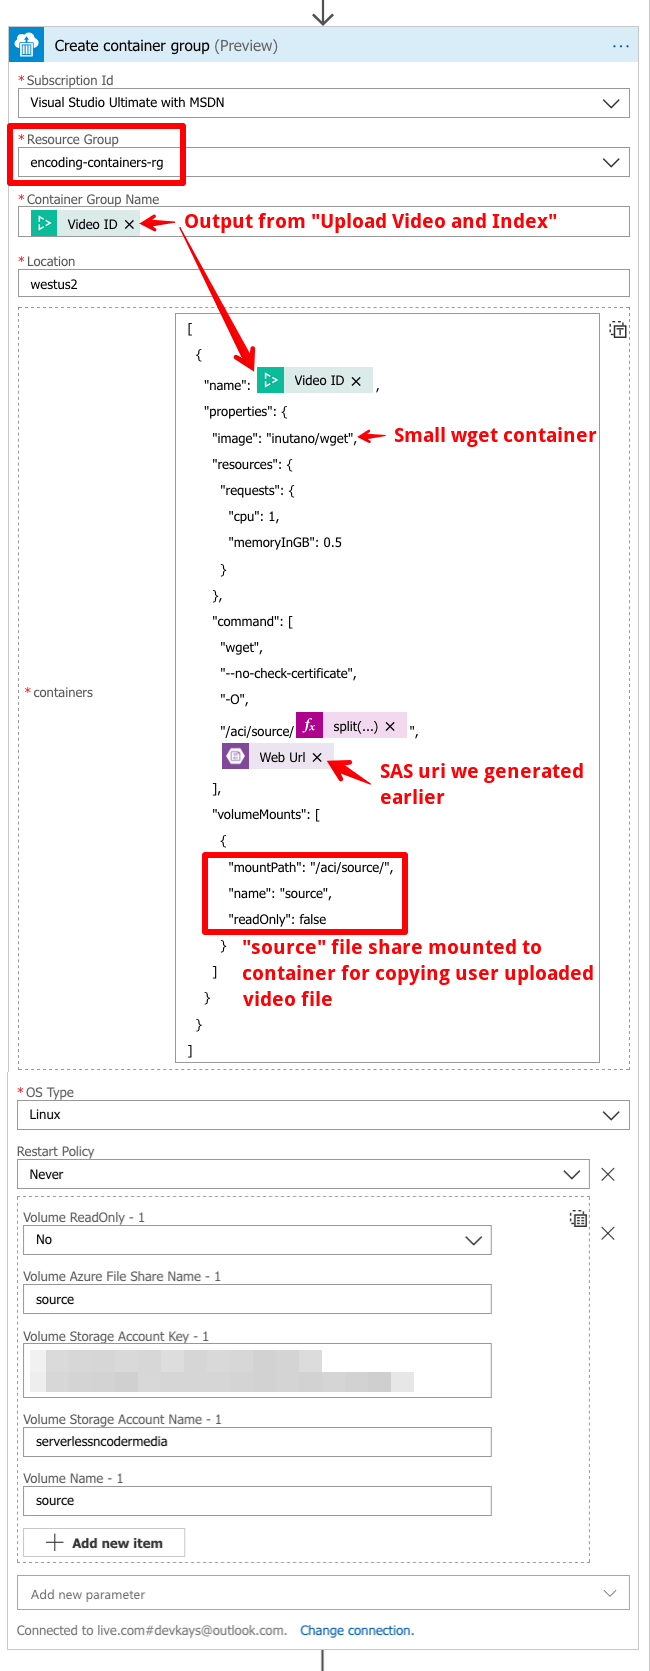 Create container group (Preview)
...
* Subscription Id
Visual Studio Ultimate with MSDN
* Resource Group
encoding-containers-rg
* Container Group Name
Video ID ×
Output from "Upload Video and Index"
* Location
westus2
[
{
"name": Video ID × ,
"properties": {
"image": "inutano/wget",
Small wget container
"resources": {
"requests": {
"cpu": 1,
"memoryInGB": 0.5
}
},
"command": [
"wget",
"--no-check-certificate",
"-O",
* containers
"/aci/source/ fx split(...) × ",
Web Url ×
SAS uri we generated
earlier
],
"volumeMounts": [
{
"mountPath": "/aci/source/",
"name": "source",
"readOnly": false
}
"source" file share mounted to
container for copying user uploaded
video file
]
}
}
]
* OS Type
Linux
Restart Policy
Never
Volume ReadOnly - 1
No
Volume Azure File Share Name - 1
source
Volume Storage Account Key - 1
Volume Storage Account Name - 1
serverlessncodermedia
Volume Name - 1
source
+ Add new item
Add new parameter
Connected to live.com#devkays@outlook.com. Change connection.